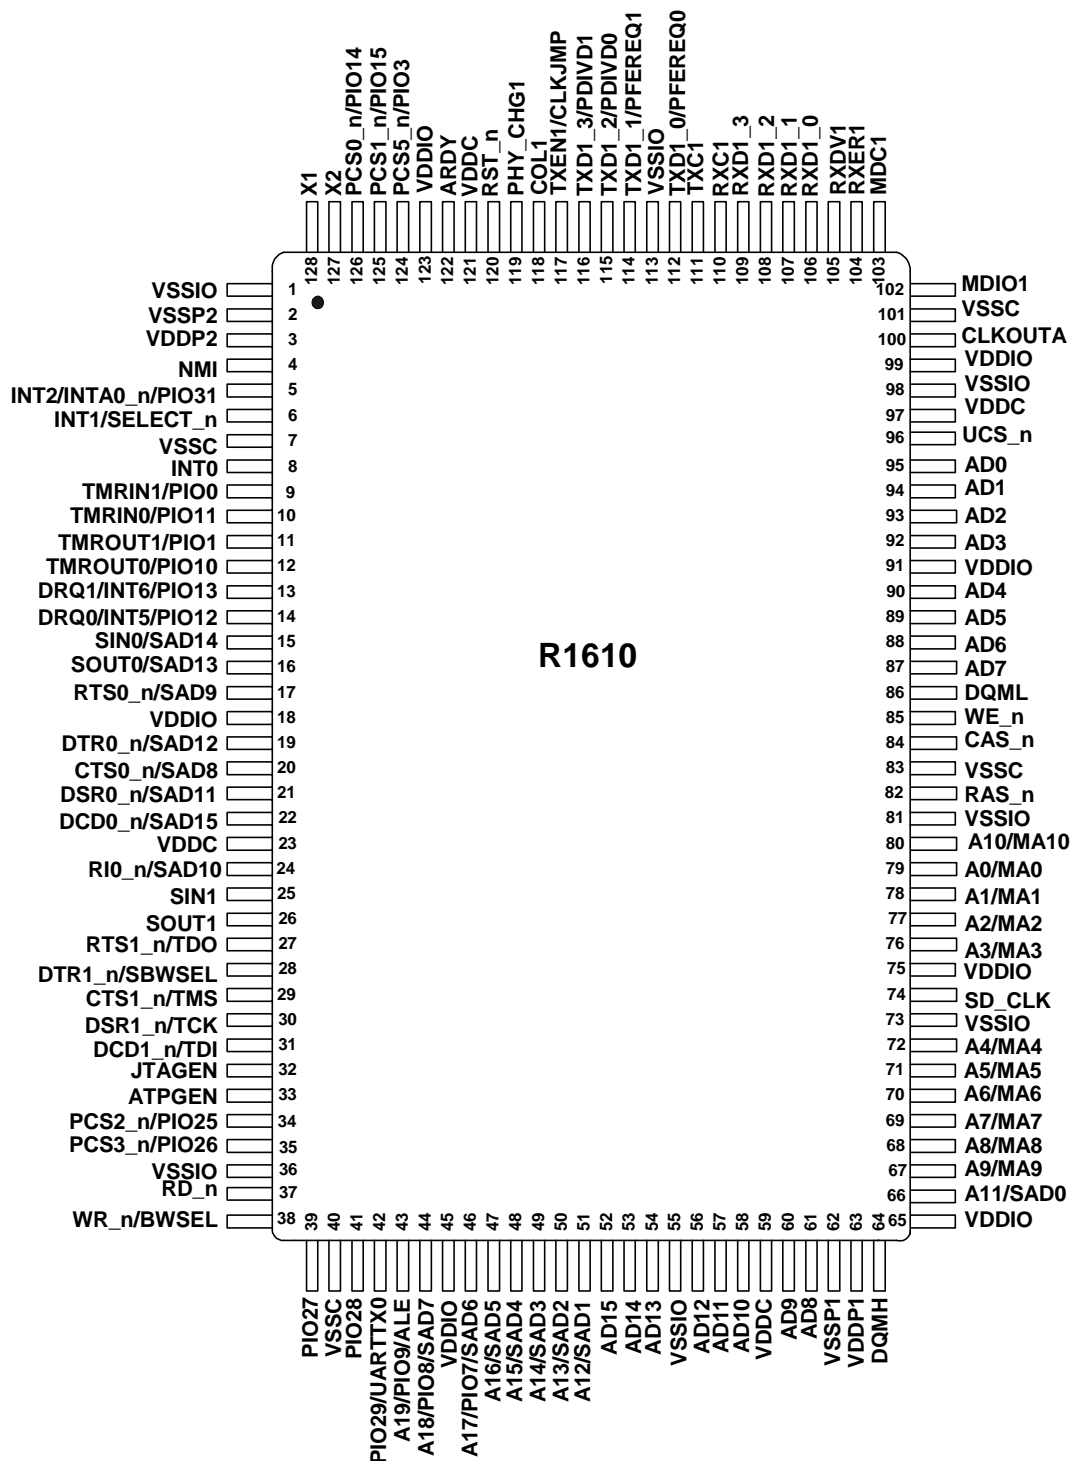 X1
X2
PCS0_n/PIO14
PCS1_n/PIO15
PCS5_n/PIO3
VDDIO
ARDY
VDDC
RST_n
PHY_CHG1
COL1
TXEN1/CLKJMP
TXD1_3/PDIVD1
TXD1_2/PDIVD0
TXD1_1/PFEREQ1
VSSIO
TXD1_0/PFEREQ0
TXC1
RXC1
RXD1_3
RXD1_2
RXD1_1
RXD1_0
RXDV1
RXER1
MDC1
128
127
126
125
124
123
122
121
120
119
118
117
116
115
114
113
112
111
110
109
108
107
106
105
104
103
VSSIO 1
VSSP2 2
VDDP2 3
NMI 4
INT2/INTA0_n/PIO31 5
INT1/SELECT_n 6
VSSC 7
INT0 8
TMRIN1/PIO0 9
TMRIN0/PIO11 10
TMROUT1/PIO1 11
TMROUT0/PIO10 12
DRQ1/INT6/PIO13 13
DRQ0/INT5/PIO12 14
SIN0/SAD14 15
SOUT0/SAD13 16
RTS0_n/SAD9 17
VDDIO 18
DTR0_n/SAD12 19
CTS0_n/SAD8 20
DSR0_n/SAD11 21
DCD0_n/SAD15 22
VDDC 23
RI0_n/SAD10 24
SIN1 25
SOUT1 26
RTS1_n/TDO 27
DTR1_n/SBWSEL 28
CTS1_n/TMS 29
DSR1_n/TCK 30
DCD1_n/TDI 31
JTAGEN 32
ATPGEN 33
PCS2_n/PIO25 34
PCS3_n/PIO26 35
VSSIO 36
RD_n 37
WR_n/BWSEL 38
R1610
102 MDIO1
101 VSSC
100 CLKOUTA
99 VDDIO
98 VSSIO
97 VDDC
96 UCS_n
95 AD0
94 AD1
93 AD2
92 AD3
91 VDDIO
90 AD4
89 AD5
88 AD6
87 AD7
86 DQML
85 WE_n
84 CAS_n
83 VSSC
82 RAS_n
81 VSSIO
80 A10/MA10
79 A0/MA0
78 A1/MA1
77 A2/MA2
76 A3/MA3
75 VDDIO
74 SD_CLK
73 VSSIO
72 A4/MA4
71 A5/MA5
70 A6/MA6
69 A7/MA7
68 A8/MA8
67 A9/MA9
66 A11/SAD0
65 VDDIO
39
40
41
42
43
44
45
46
47
48
49
50
51
52
53
54
55
56
57
58
59
60
61
62
63
64
PIO27
VSSC
PIO28
PIO29/UARTTX0
A19/PIO9/ALE
A18/PIO8/SAD7
VDDIO
A17/PIO7/SAD6
A16/SAD5
A15/SAD4
A14/SAD3
A13/SAD2
A12/SAD1
AD15
AD14
AD13
VSSIO
AD12
AD11
AD10
VDDC
AD9
AD8
VSSP1
VDDP1
DQMH